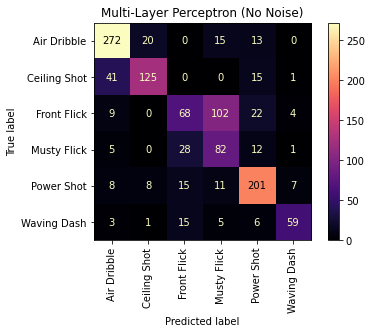 Multi-Layer Perceptron (No Noise)
True label
Air Dribble 272 20 0 15 13 0
Ceiling Shot 41 125 0 0 15 1
Front Flick 9 0 68 102 22 4
Musty Flick 5 0 28 82 12 1
Power Shot 8 8 15 11 201 7
Waving Dash 3 1 15 5 6 59
Air Dribble
Ceiling Shot
Front Flick
Musty Flick
Power Shot
Waving Dash
Predicted label
250
200
150
100
50
0